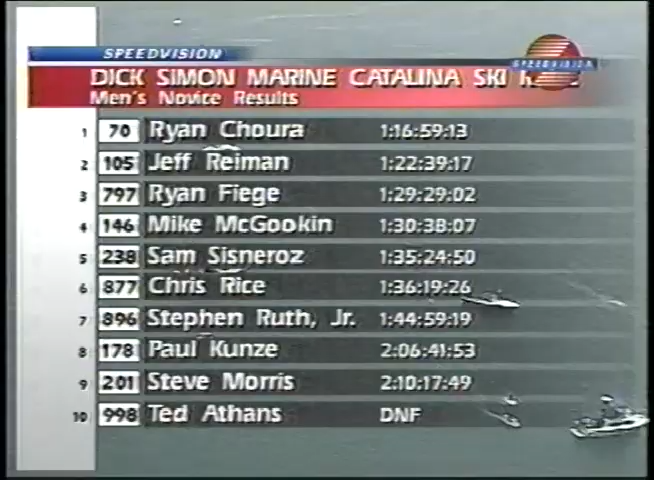 SPEEDVISION
SPEEDVISION
DICK SIMON MARINE CATALINA SKI
Men's Novice Results
1 70 Ryan Choura 1:16:59:13
2 105 Jeff Reiman 1:22:39:17
3 797 Ryan Fiege 1:29:29:02
4 146 Mike McGookin 1:30:38:07
5 238 Sam Sisneroz 1:35:24:50
6 877 Chris Rice 1:36:19:26
7 896 Stephen Ruth, Jr. 1:44:59:19
8 178 Paul Kunze 2:06:41:53
9 201 Steve Morris 2:10:17:49
10 998 Ted Athans DNF